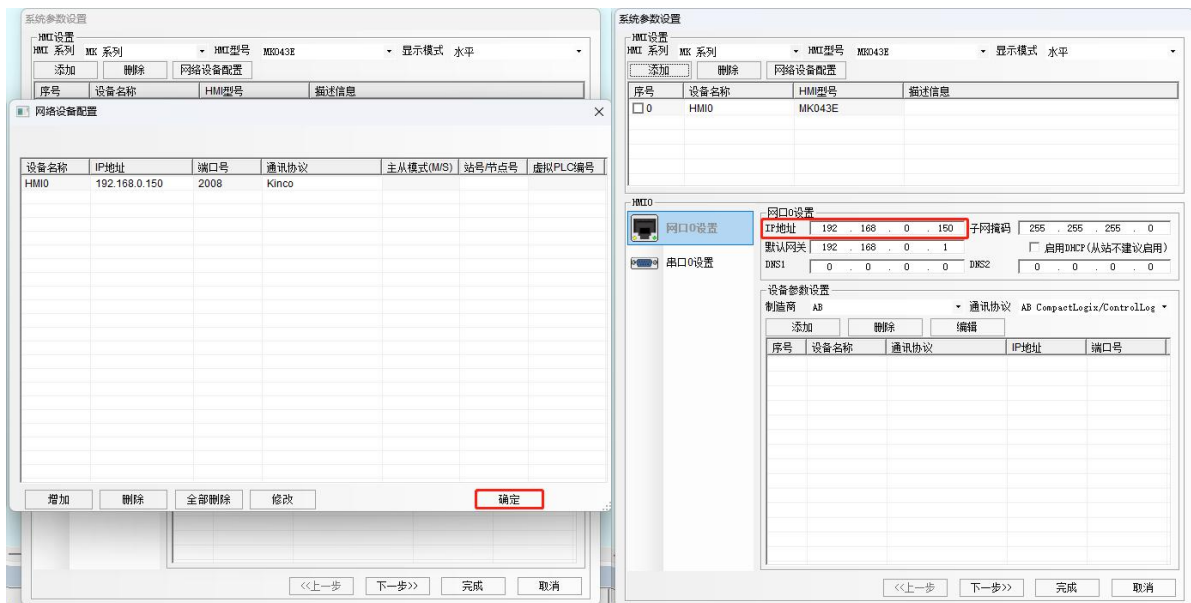 系统参数设置
HMI设置
HMI 系列 MK 系列 HMI型号 MK043E 显示模式 水平
添加 删除 网络设备配置
序号 设备名称 HMI型号 描述信息
网络设备配置
设备名称 IP地址 端口号 通讯协议 主从模式(M/S) 站号/节点号 虚拟PLC编号
HMI0 192.168.0.150 2008 Kinco
增加 删除 全部删除 修改 确定
<<上一步 下一步>> 完成 取消
系统参数设置
HMI设置
HMI 系列 MK 系列 HMI型号 MK043E 显示模式 水平
添加 删除 网络设备配置
序号 设备名称 HMI型号 描述信息
0 HMI0 MK043E
HMI0
网口0设置
串口0设置
网口0设置
IP地址 192 . 168 . 0 . 150 子网掩码 255 . 255 . 255 . 0
默认网关 192 . 168 . 0 . 1 启用DHCP(从站不建议启用)
DNS1 0 . 0 . 0 . 0 DNS2 0 . 0 . 0 . 0
设备参数设置
制造商 AB 通讯协议 AB CompactLogix/ControlLog
添加 删除 编辑
序号 设备名称 通讯协议 IP地址 端口号
<<上一步 下一步>> 完成 取消